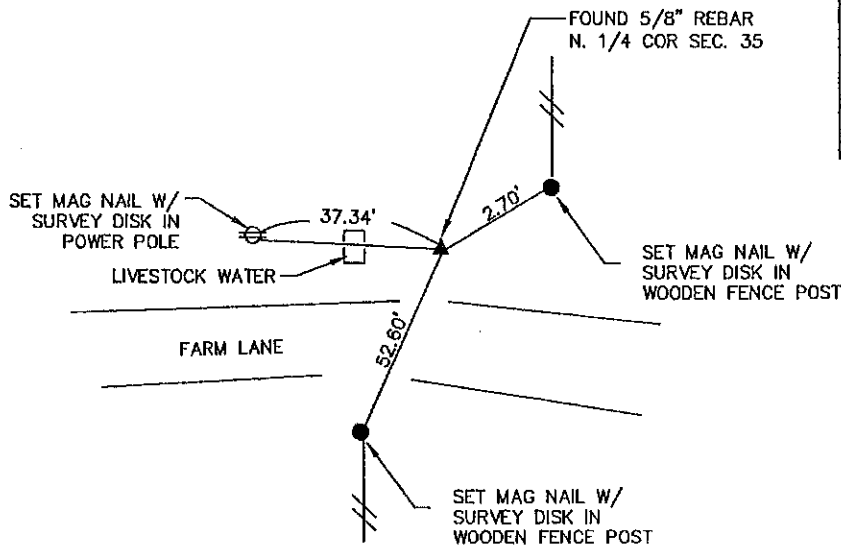 FOUND 5/8" REBAR
N. 1/4 COR SEC. 35
SET MAG NAIL W/
SURVEY DISK IN
POWER POLE
37.34'
2.70'
LIVESTOCK WATER
SET MAG NAIL W/
SURVEY DISK IN
WOODEN FENCE POST
FARM LANE
52.60'
SET MAG NAIL W/
SURVEY DISK IN
WOODEN FENCE POST